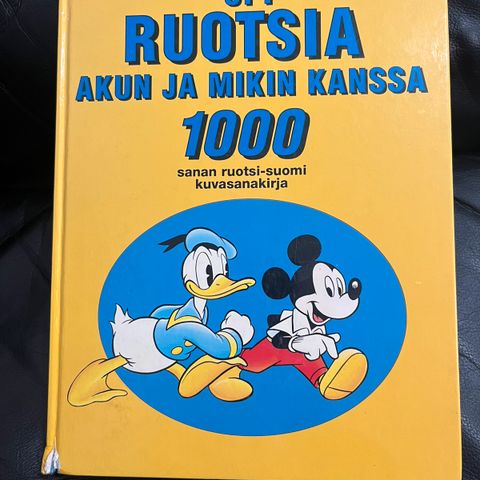 RUOTSIA
AKUN JA MIKIN KANSSA
1000
sanan ruotsi-suomi
kuvasanakirja